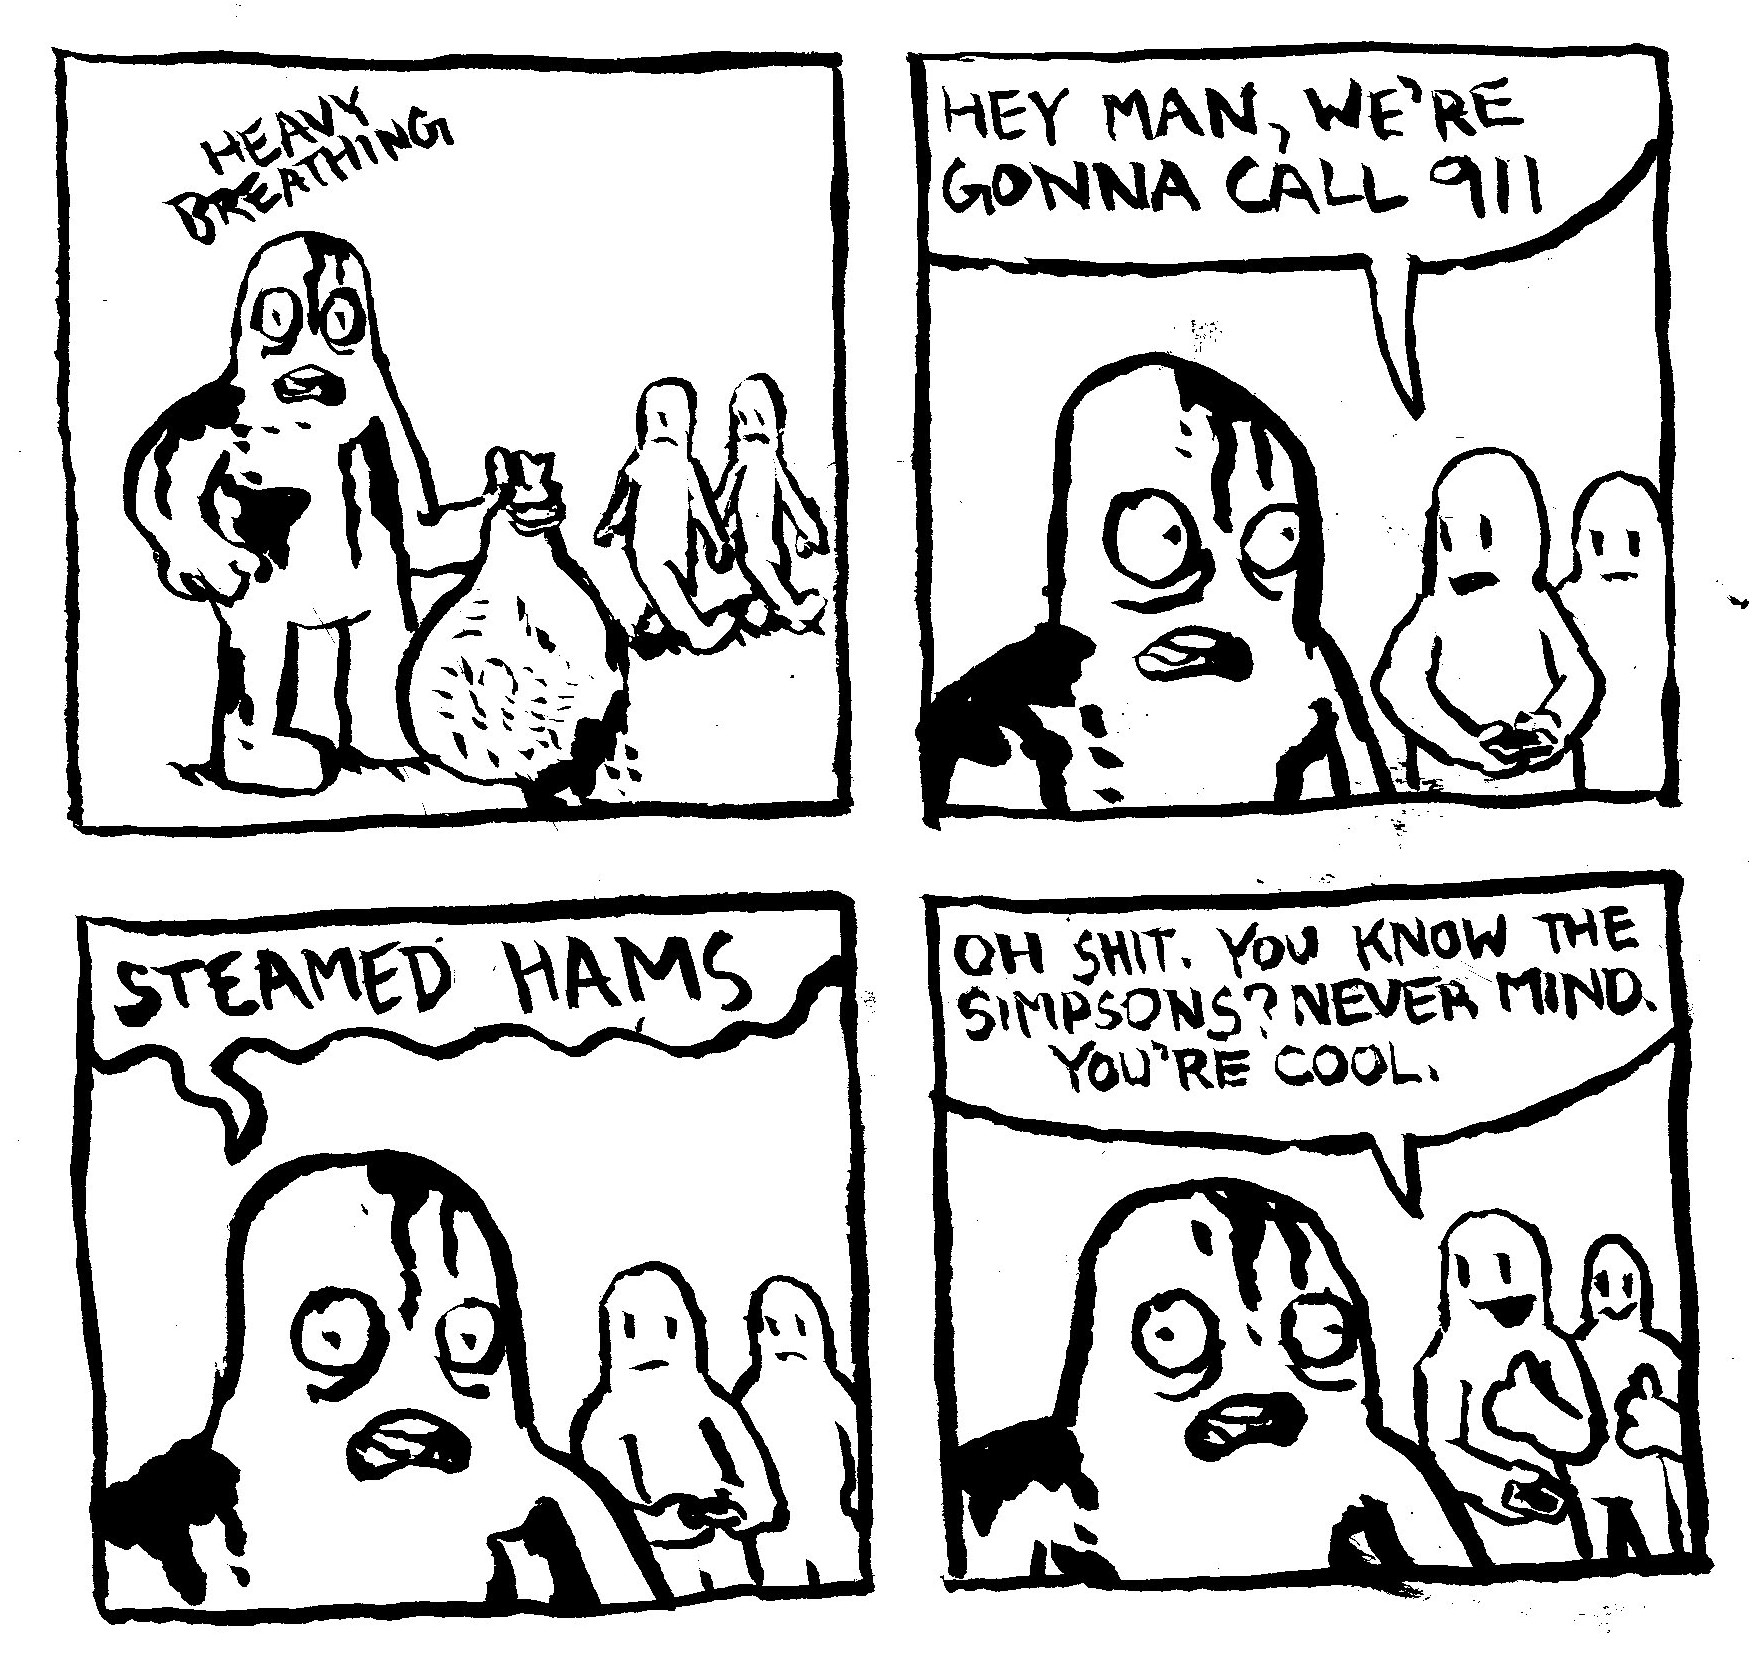 HEAVY
BREATHING
HEY MAN, WE'RE
GONNA CALL 911
STEAMED HAMS
OH SHIT. YOU KNOW THE
SIMPSONS? NEVER MIND.
YOU'RE COOL.